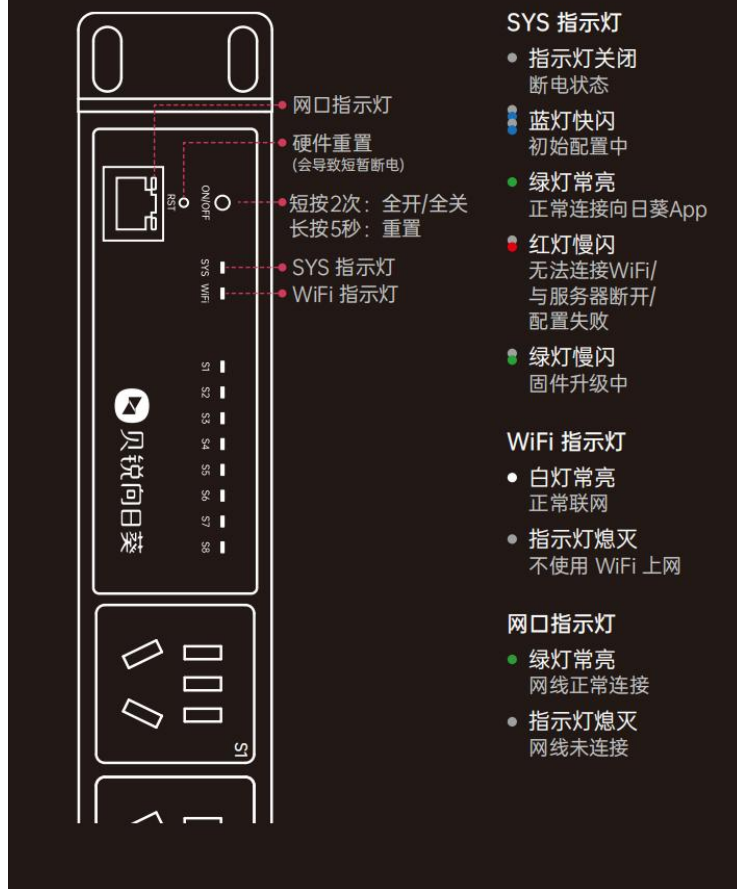 网口指示灯
硬件重置
(会导致短暂断电)
短按2次：全开/全关
长按5秒：重置
SYS 指示灯
WiFi 指示灯
RST
ON/OFF
SYS
WiFi
S1
S2
S3
S4
S5
S6
S7
S8
贝锐向日葵
S1
SYS 指示灯
指示灯关闭
断电状态
蓝灯快闪
初始配置中
绿灯常亮
正常连接向日葵App
红灯慢闪
无法连接WiFi/
与服务器断开/
配置失败
绿灯慢闪
固件升级中
WiFi 指示灯
白灯常亮
正常联网
指示灯熄灭
不使用 WiFi 上网
网口指示灯
绿灯常亮
网线正常连接
指示灯熄灭
网线未连接